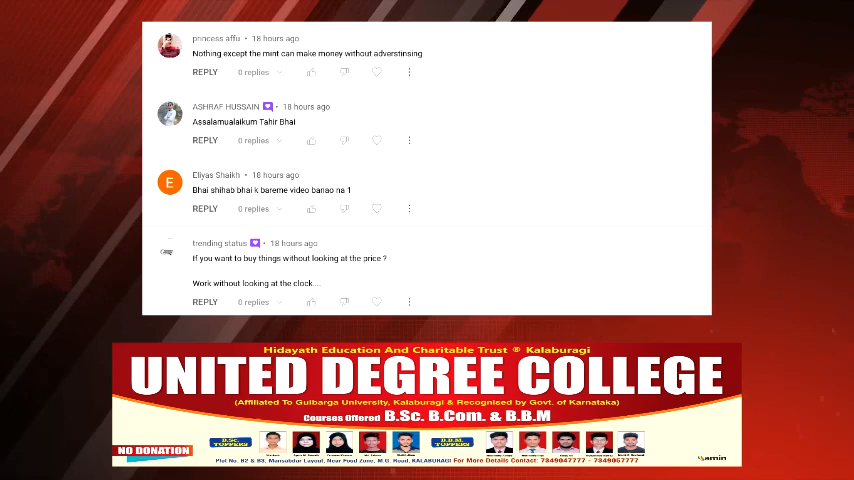 princess affu • 18 hours ago
Nothing except the mint can make money without adverstinsing
REPLY 0 replies
ASHRAF HUSSAIN • 18 hours ago
Assalamualaikum Tahir Bhai
REPLY 0 replies
E
Eliyas Shaikh • 18 hours ago
Bhai shihab bhai k bareme video banao na 1
REPLY 0 replies
trending status • 18 hours ago
If you want to buy things without looking at the price ?
Work without looking at the clock....
REPLY 0 replies
Hidayath Education And Charitable Trust ® Kalaburagi
UNITED DEGREE COLLEGE
(Affiliated To Gulbarga University, Kalaburagi & Recognised by Govt. of Karnataka)
Courses Offered B.Sc. B.Com. & B.B.M
B.Sc. TOPPERS
B.B.M. TOPPERS
NO DONATION
Yamin
Plot No. B2 & B3, Mansabdar Layout, Near Food Zone, M.G. Road, KALABURAGI For More Details Contact: 7349047777 - 7349057777